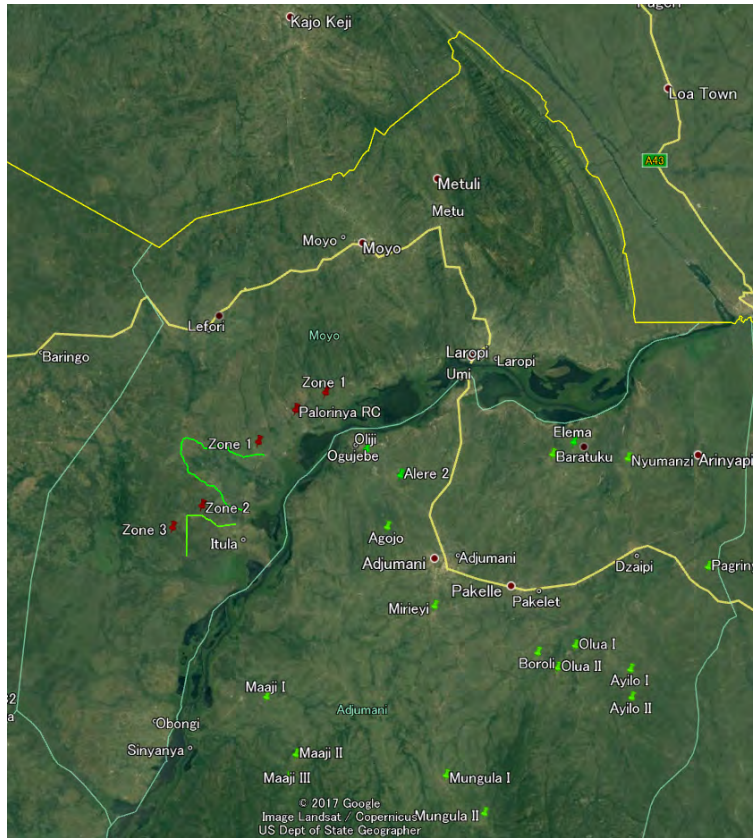 Kajo Keji
Loa Town
A43
Metuli
Metu
Moyo
Moyo
Lefori
Moyo
Baringo
Laropi
Laropi
Umi
Zone 1
Palorinya RC
Zone 1
Oliji
Ogujebe
Elema
Baratuku
Nyumanzi
Arinyapi
Alere 2
Zone 2
Zone 3
Itula
Agojo
Adjumani
Adjumani
Dzaipi
Pagriny
Pakelle
Pakelet
Mirieyi
Olua I
Boroli
Olua II
Ayilo I
Ayilo II
Maaji I
Adjumani
Obongi
Sinyanya
Maaji II
Maaji III
Mungula I
© 2017 Google
Image Landsat / Copernicus
Mungula II
US Dept of State Geographer